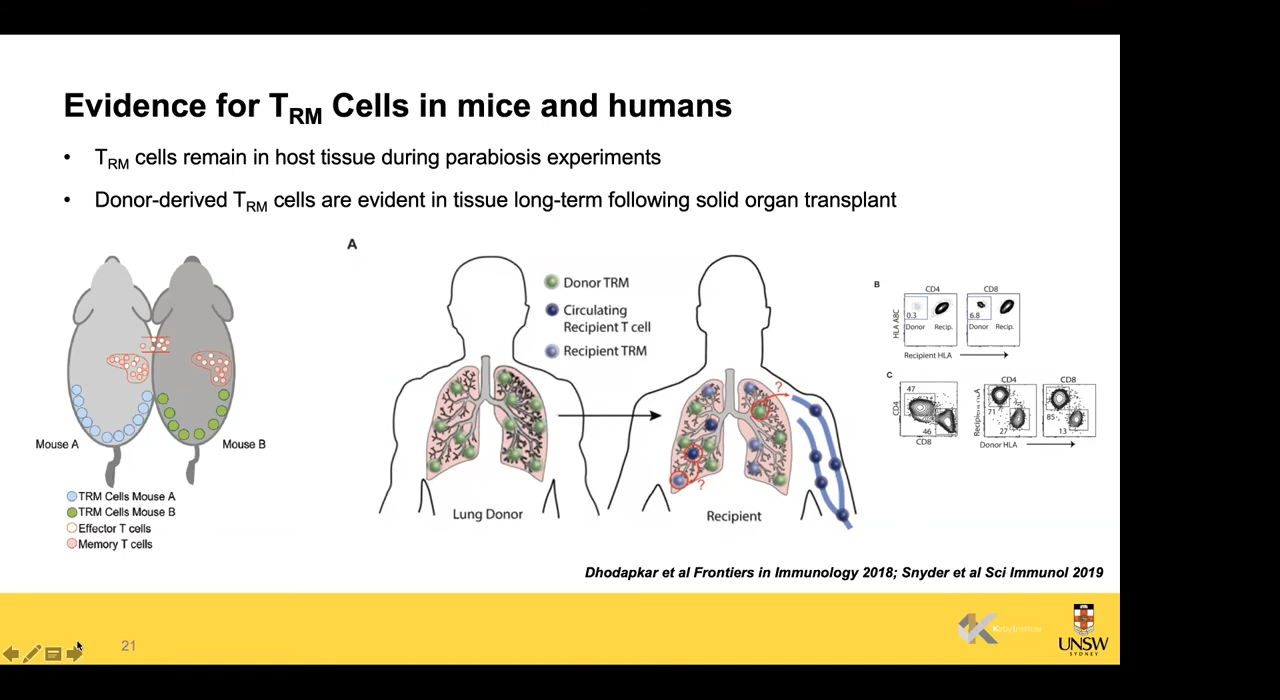 Evidence for TRM Cells in mice and humans
• TRM cells remain in host tissue during parabiosis experiments
• Donor-derived TRM cells are evident in tissue long-term following solid organ transplant
Mouse A
Mouse B
TRM Cells Mouse A
TRM Cells Mouse B
Effector T cells
Memory T cells
A
Donor TRM
Circulating
Recipient T cell
Recipient TRM
?
?
Lung Donor
Recipient
B
CD4
CD8
HLA ABC
0.3
6.8
Donor
Recip.
Donor
Recip.
Recipient HLA
C
CD4
47
46
CD8
CD4
CD8
71
27
85
13
Donor HLA
Dhodapkar et al Frontiers in Immunology 2018; Snyder et al Sci Immunol 2019
21
UNSW
SYDNEY